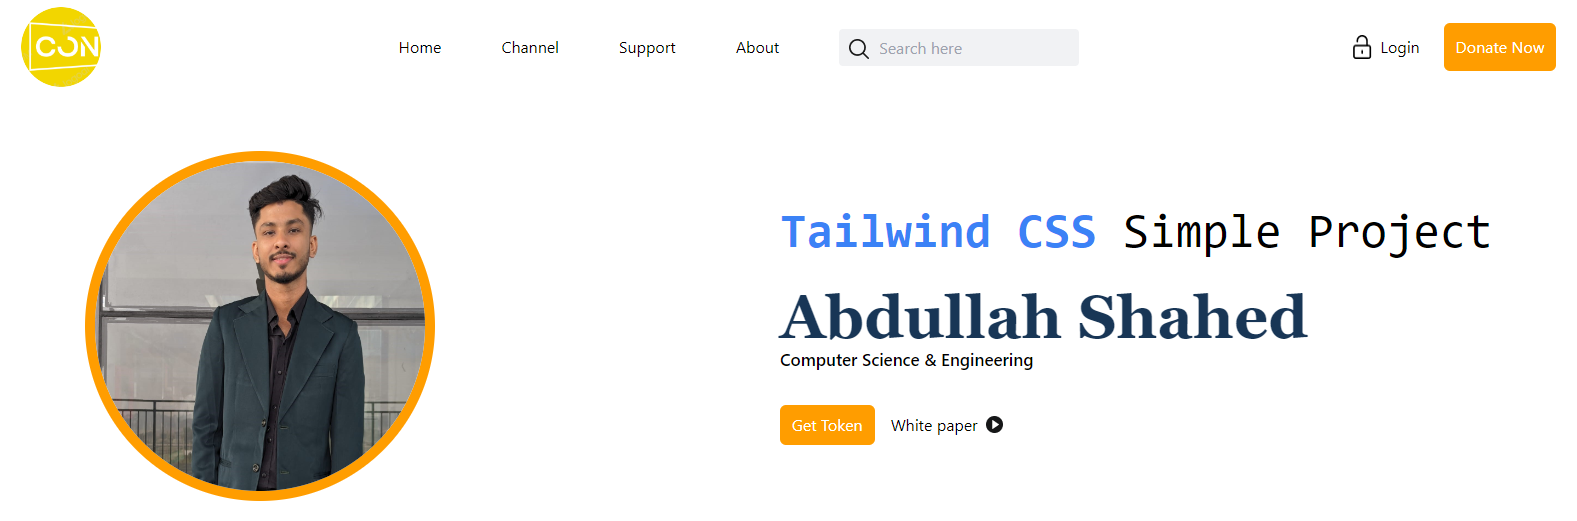 CON
Home Channel Support About Search here Login Donate Now
Tailwind CSS Simple Project
Abdullah Shahed
Computer Science & Engineering
Get Token White paper